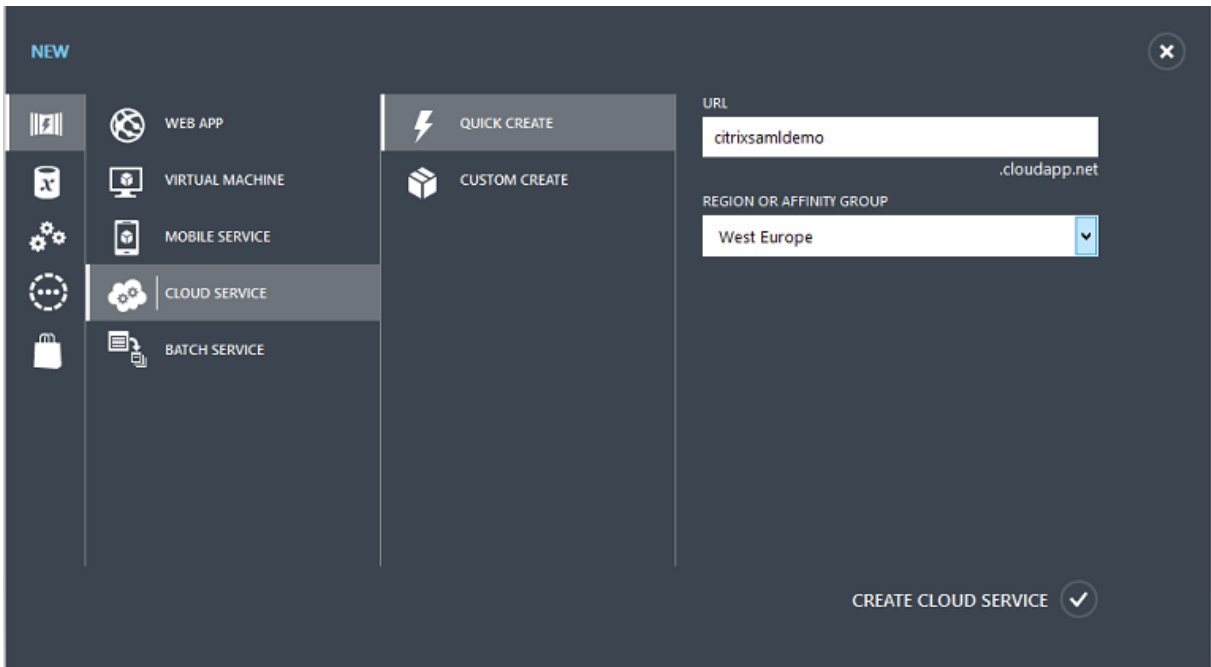 NEW
WEB APP
VIRTUAL MACHINE
MOBILE SERVICE
CLOUD SERVICE
BATCH SERVICE
QUICK CREATE
CUSTOM CREATE
URL
citrixsamldemo
.cloudapp.net
REGION OR AFFINITY GROUP
West Europe
CREATE CLOUD SERVICE